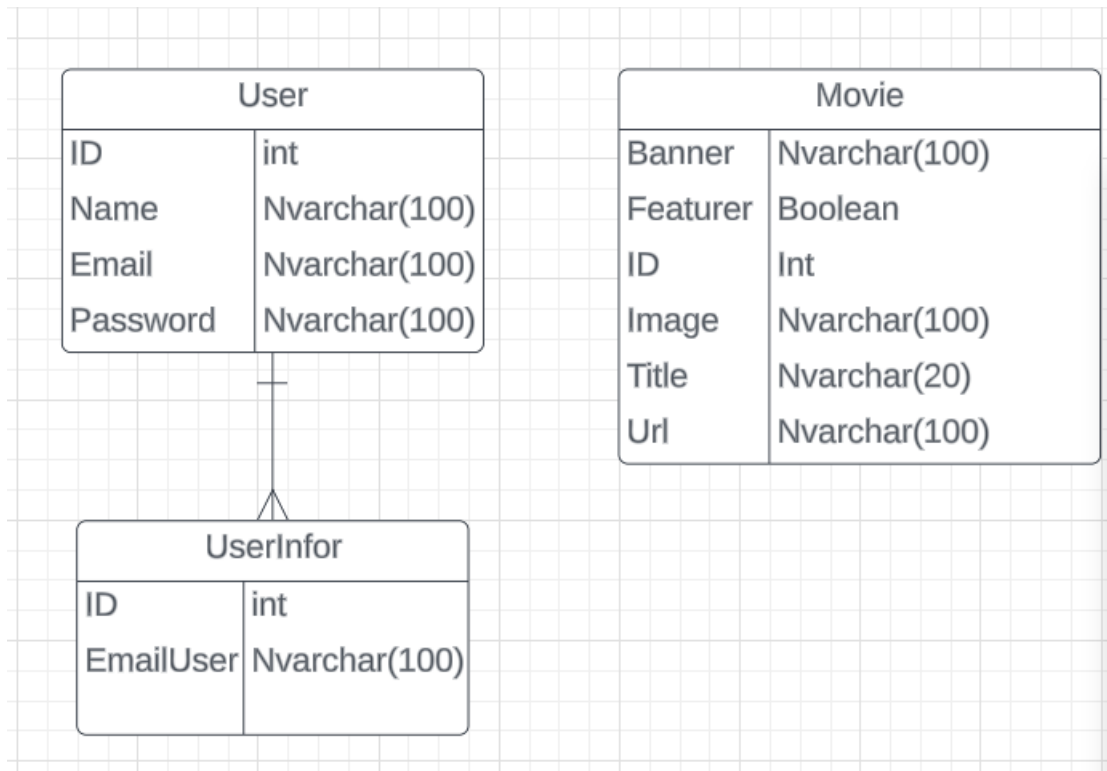 User
ID int
Name Nvarchar(100)
Email Nvarchar(100)
Password Nvarchar(100)
Movie
Banner Nvarchar(100)
Featurer Boolean
ID Int
Image Nvarchar(100)
Title Nvarchar(20)
Url Nvarchar(100)
UserInfor
ID int
EmailUser Nvarchar(100)